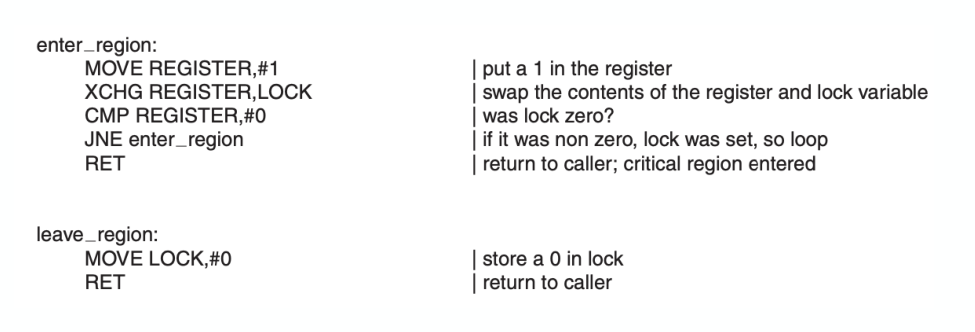 enter_region:
MOVE REGISTER,#1 | put a 1 in the register
XCHG REGISTER,LOCK | swap the contents of the register and lock variable
CMP REGISTER,#0 | was lock zero?
JNE enter_region | if it was non zero, lock was set, so loop
RET | return to caller; critical region entered
leave_region:
MOVE LOCK,#0 | store a 0 in lock
RET | return to caller